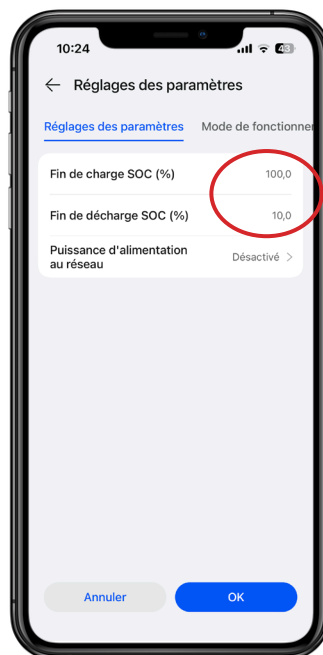 10:24
43
Réglages des paramètres
Réglages des paramètres Mode de fonctionner
Fin de charge SOC (%) 100,0
Fin de décharge SOC (%) 10,0
Puissance d'alimentation
au réseau
Désactivé
Annuler OK